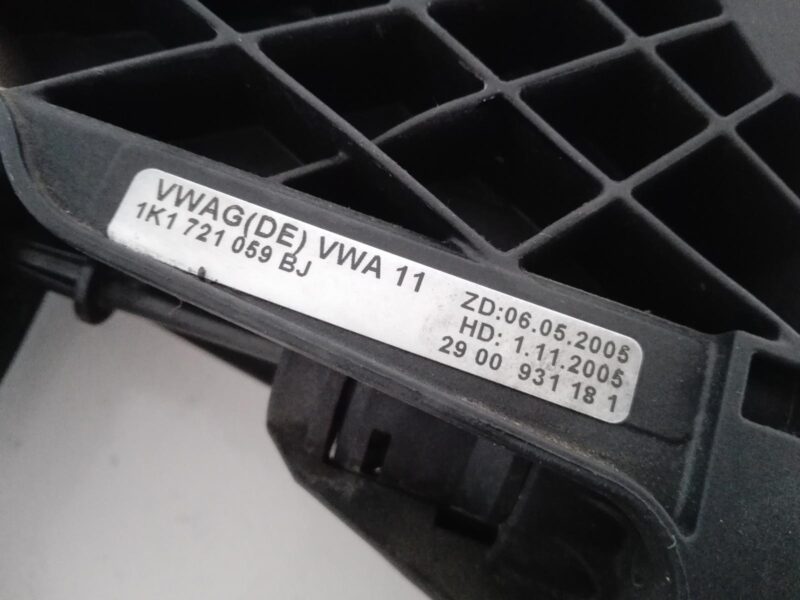 VWAG(DE) VWA 11
1K1 721 059 BJ
ZD:06.05.2005
HD: 1.11.2005
29 00 931 18 1